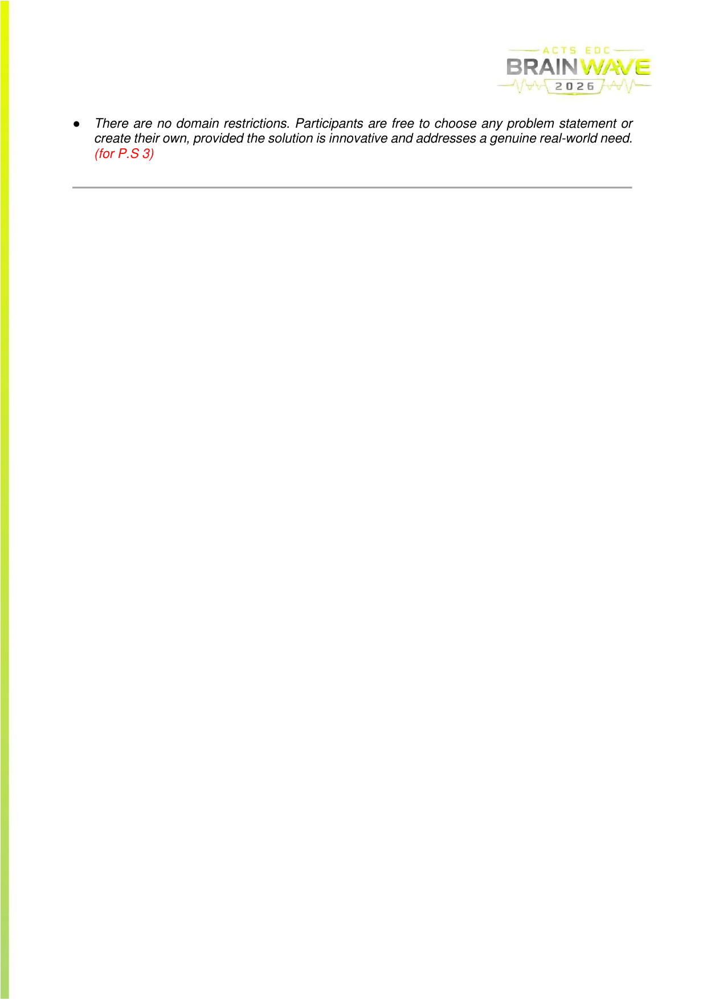 ACTS EDC
BRAINWAVE
2026
● There are no domain restrictions. Participants are free to choose any problem statement or
create their own, provided the solution is innovative and addresses a genuine real-world need.
(for P.S 3)